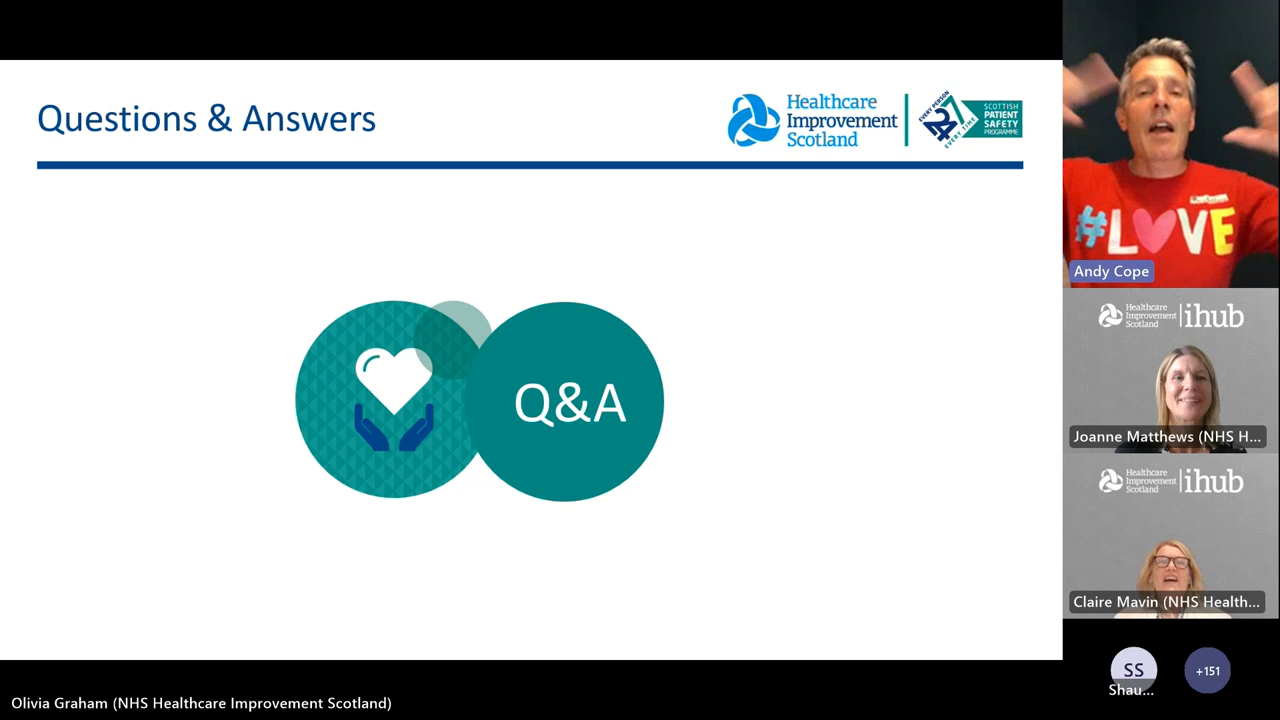 Questions & Answers
Healthcare
Improvement
Scotland
EVERY PERSON
24
7
EVERY TIME
SCOTTISH
PATIENT
SAFETY
PROGRAMME
Q&A
#LOVE
Andy Cope
Healthcare
Improvement
Scotland
ihub
Joanne Matthews (NHS H...
Healthcare
Improvement
Scotland
ihub
Claire Mavin (NHS Health...
SS
Shau...
+151
Olivia Graham (NHS Healthcare Improvement Scotland)